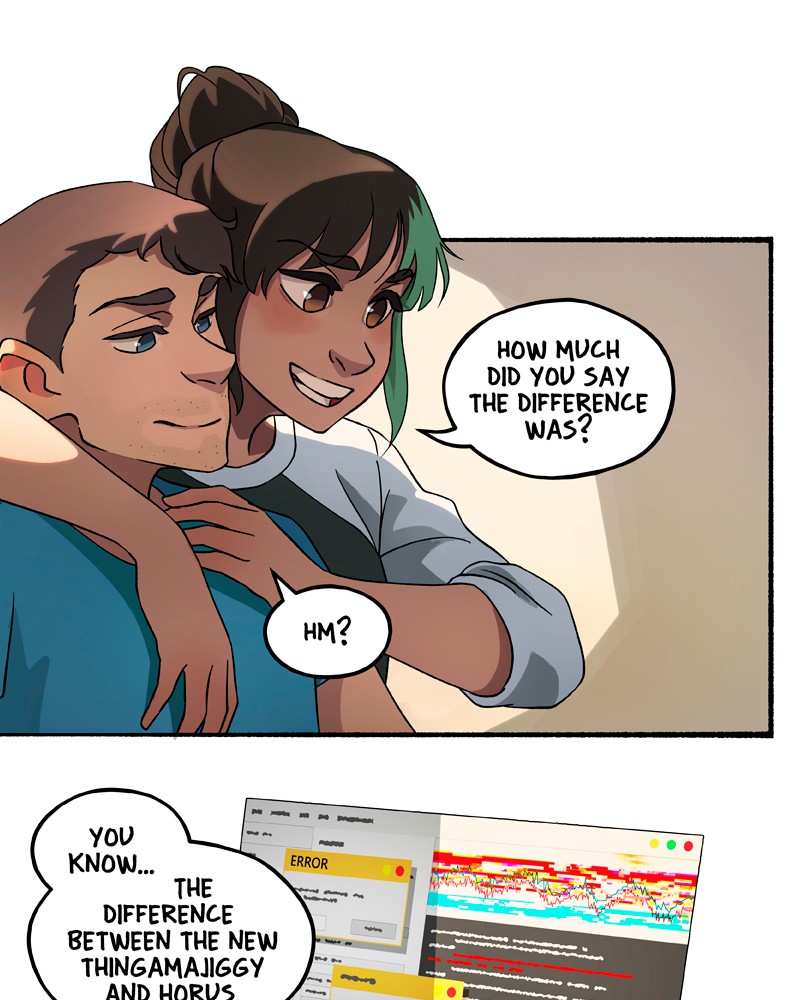 HOW MUCH
DID YOU SAY
THE DIFFERENCE
WAS?
HM?
YOU
KNOW...
THE
DIFFERENCE
BETWEEN THE NEW
THINGAMAJIGGY
AND HORUS
ERROR